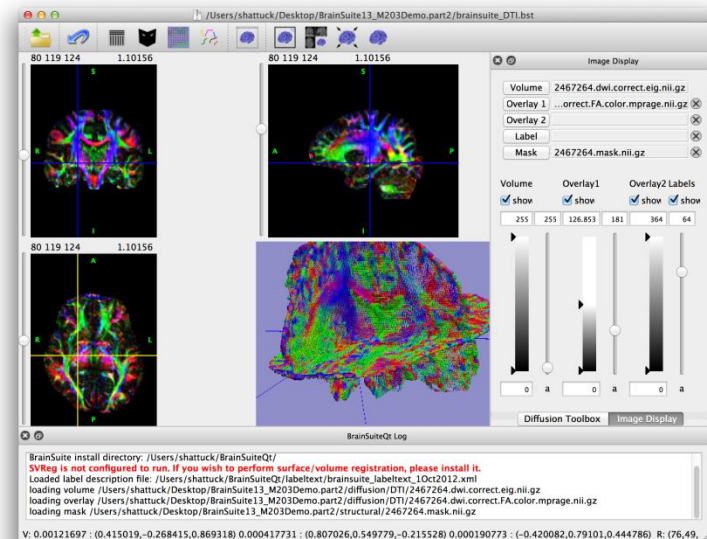 /Users/shattuck/Desktop/BrainSuite13_M203Demo.part2/brainsuite_DTI.bst
80 119 124 1.10156
S
R L
I
80 119 124 1.10156
S
A P
I
80 119 124 1.10156
A
R L
P
Image Display
Volume 2467264.dwi.correct.eig.nii.gz
Overlay 1 ...orrect.FA.color.mprage.nii.gz
Overlay 2
Label
Mask 2467264.mask.nii.gz
Volume Overlay1 Overlay2 Labels
show show show show
255 255 126.853 181 364 64
0 a 0 a 0 a
Diffusion Toolbox Image Display
BrainSuiteQt Log
BrainSuite install directory: /Users/shattuck/BrainSuiteQt/
SVReg is not configured to run. If you wish to perform surface/volume registration, please install it.
Loaded label description file: /Users/shattuck/BrainSuiteQt/labeltext/brainsuite_labeltext_1Oct2012.xml
loading volume /Users/shattuck/Desktop/BrainSuite13_M203Demo.part2/diffusion/DTI/2467264.dwi.correct.eig.nii.gz
loading overlay /Users/shattuck/Desktop/BrainSuite13_M203Demo.part2/diffusion/2467264.dwi.correct.FA.color.mprage.nii.gz
loading mask /Users/shattuck/Desktop/BrainSuite13_M203Demo.part2/structural/2467264.mask.nii.gz
V: 0.00121697 : (0.415019,-0.268415,0.869318) 0.000417731 : (0.807026,0.549779,-0.215528) 0.000190773 : (-0.420082,0.79101,0.444786) R: (76,49,